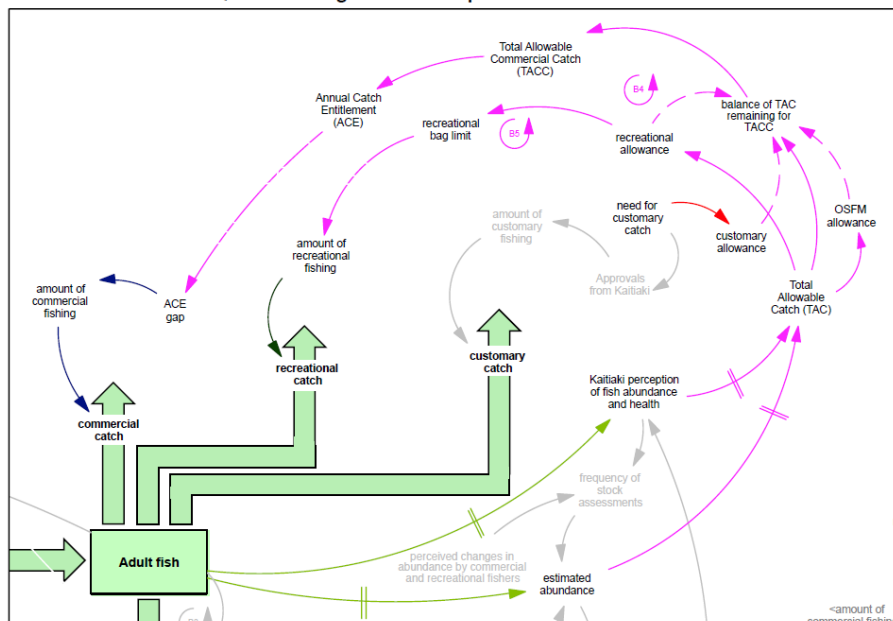 Total Allowable
Commercial Catch
(TACC)
Annual Catch
Entitlement
(ACE)
B4
balance of TAC
remaining for
TACC
recreational
bag limit
B5
recreational
allowance
amount of
customary
fishing
need for
customary
catch
OSFM
allowance
customary
allowance
amount of
recreational
fishing
Approvals
from Kaitiaki
Total
Allowable
Catch (TAC)
amount of
commercial
fishing
ACE
gap
recreational
catch
customary
catch
Kaitiaki perception
of fish abundance
and health
commercial
catch
frequency of
stock
assessments
Adult fish
perceived changes in
abundance by commercial
and recreational fishers
estimated
abundance
<amount of